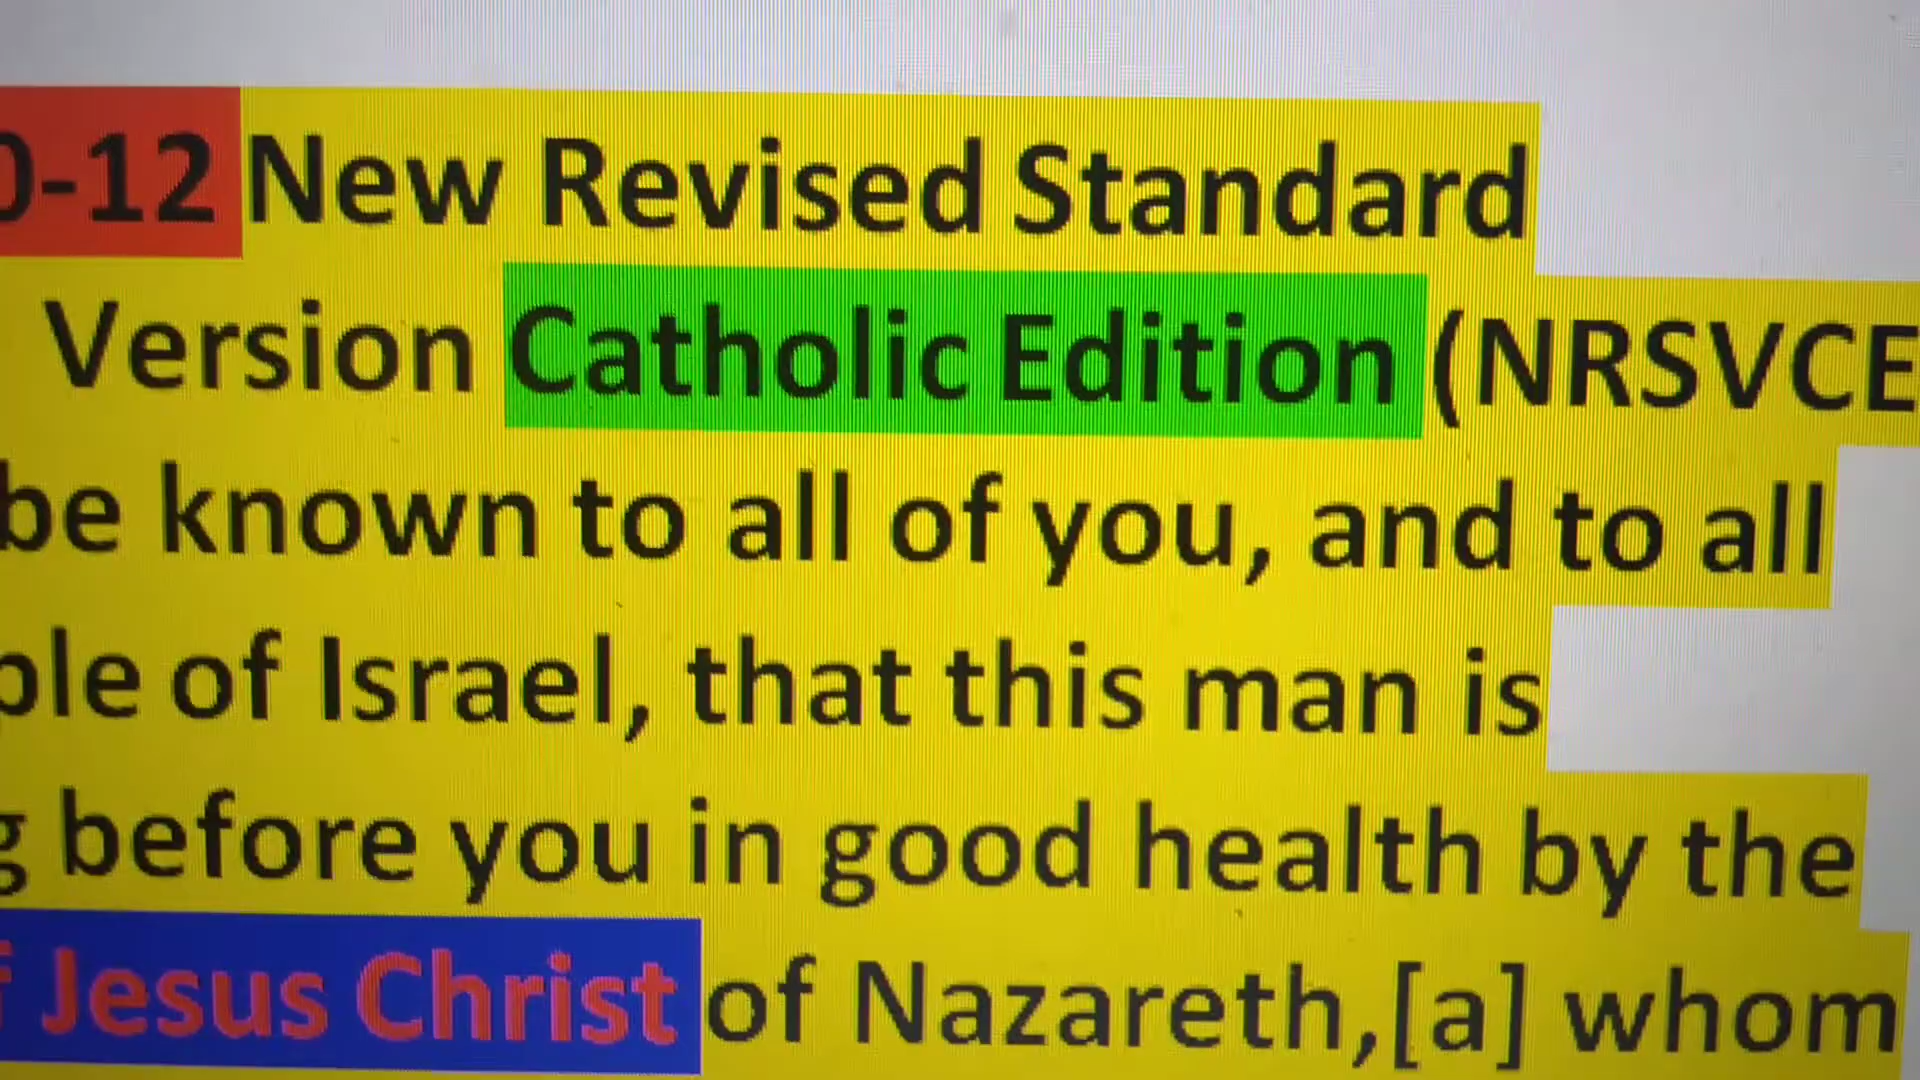 0-12 New Revised Standard
Version Catholic Edition (NRSVCE
be known to all of you, and to all
ple of Israel, that this man is
g before you in good health by the
f Jesus Christ of Nazareth,[a] whom